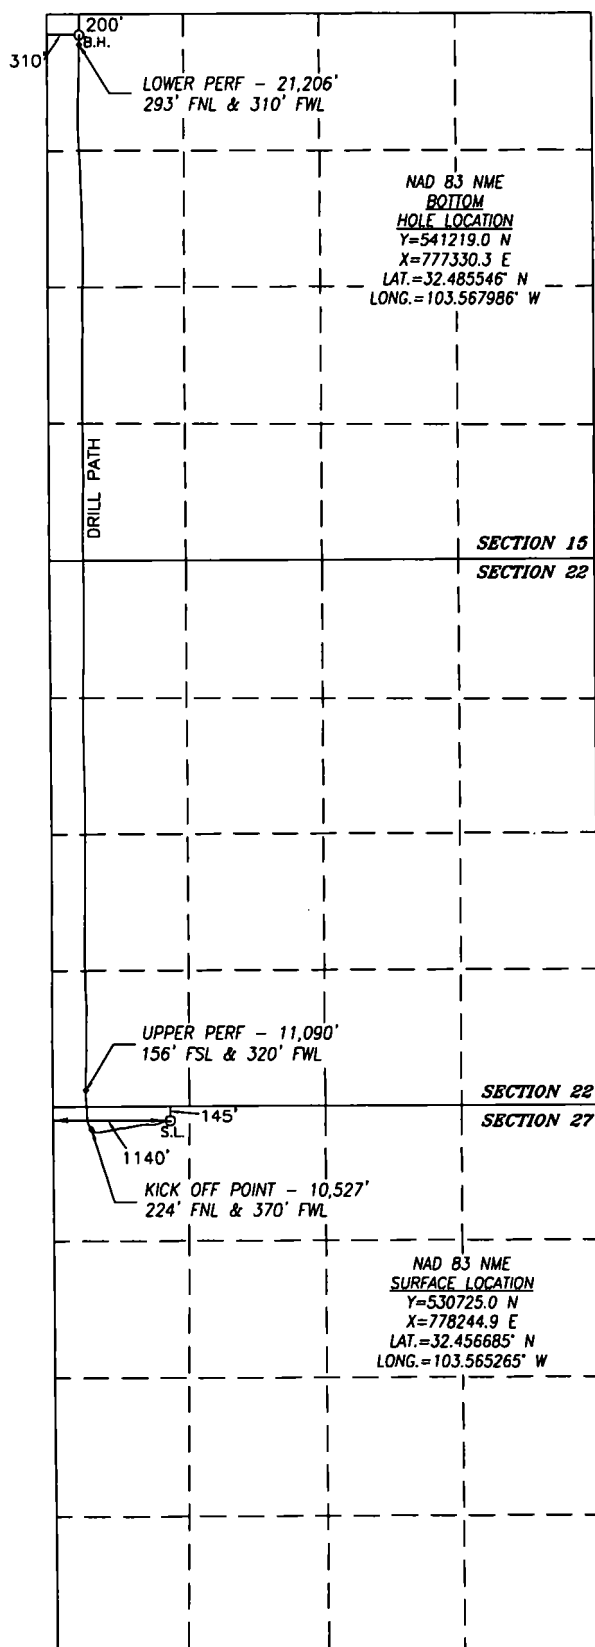 200'
310'
B.H.
LOWER PERF - 21,206'
293' FNL & 310' FWL
NAD 83 NME
BOTTOM
HOLE LOCATION
Y=541219.0 N
X=777330.3 E
LAT.=32.485546° N
LONG.=103.567986° W
DRILL PATH
SECTION 15
SECTION 22
UPPER PERF - 11,090'
156' FSL & 320' FWL
SECTION 22
145'
SECTION 27
S.L.
1140'
KICK OFF POINT - 10,527'
224' FNL & 370' FWL
NAD 83 NME
SURFACE LOCATION
Y=530725.0 N
X=778244.9 E
LAT.=32.456685° N
LONG.=103.565265° W